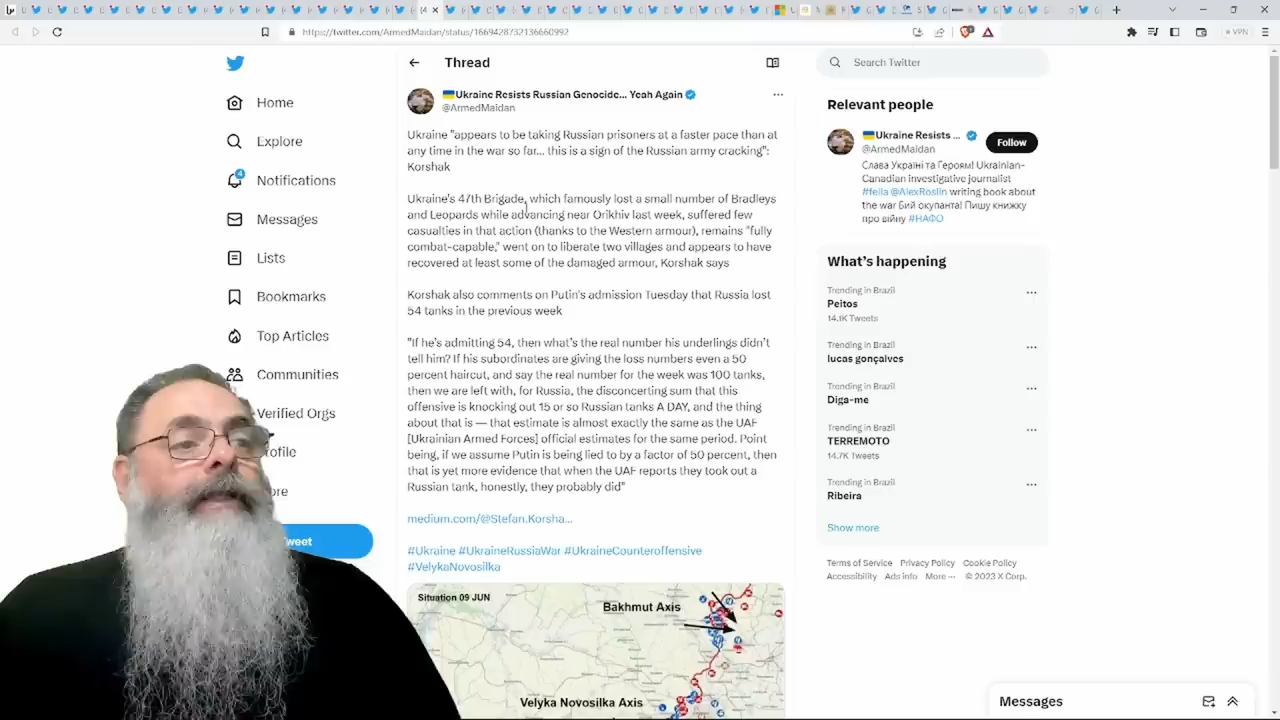 https://twitter.com/ArmedMaidan/status/1669428732136660992
VPN
Home
Explore
4
Notifications
Messages
Lists
Bookmarks
Top Articles
Communities
Verified Orgs
rofile
ore
weet
Thread
Ukraine Resists Russian Genocide... Yeah Again
@ArmedMaidan
Ukraine "appears to be taking Russian prisoners at a faster pace than at
any time in the war so far... this is a sign of the Russian army cracking":
Korshak
Ukraine's 47th Brigade, which famously lost a small number of Bradleys
and Leopards while advancing near Orikhiv last week, suffered few
casualties in that action (thanks to the Western armour), remains "fully
combat-capable," went on to liberate two villages and appears to have
recovered at least some of the damaged armour, Korshak says
Korshak also comments on Putin's admission Tuesday that Russia lost
54 tanks in the previous week
"If he's admitting 54, then what's the real number his underlings didn't
tell him? If his subordinates are giving the loss numbers even a 50
percent haircut, and say the real number for the week was 100 tanks,
then we are left with, for Russia, the disconcerting sum that this
offensive is knocking out 15 or so Russian tanks A DAY, and the thing
about that is — that estimate is almost exactly the same as the UAF
[Ukrainian Armed Forces] official estimates for the same period. Point
being, if we assume Putin is being lied to by a factor of 50 percent, then
that is yet more evidence that when the UAF reports they took out a
Russian tank, honestly, they probably did"
medium.com/@Stefan.Korsha...
#Ukraine #UkraineRussiaWar #UkraineCounteroffensive
#VelykaNovosilka
Situation 09 JUN
Bakhmut Axis
Velyka Novosilka Axis
Search Twitter
Relevant people
Ukraine Resists ...
@ArmedMaidan
Follow
Слава Україні та Героям! Ukrainian-
Canadian investigative journalist
#fella @AlexRoslin writing book about
the war Бий окупанта! Пишу книжку
про війну #НАФО
What's happening
Trending in Brazil
Peitos
14.1K Tweets
Trending in Brazil
lucas gonçalves
Trending in Brazil
Diga-me
Trending in Brazil
TERREMOTO
14.7K Tweets
Trending in Brazil
Ribeira
Show more
Terms of Service Privacy Policy Cookie Policy
Accessibility Ads info More ··· © 2023 X Corp.
Messages